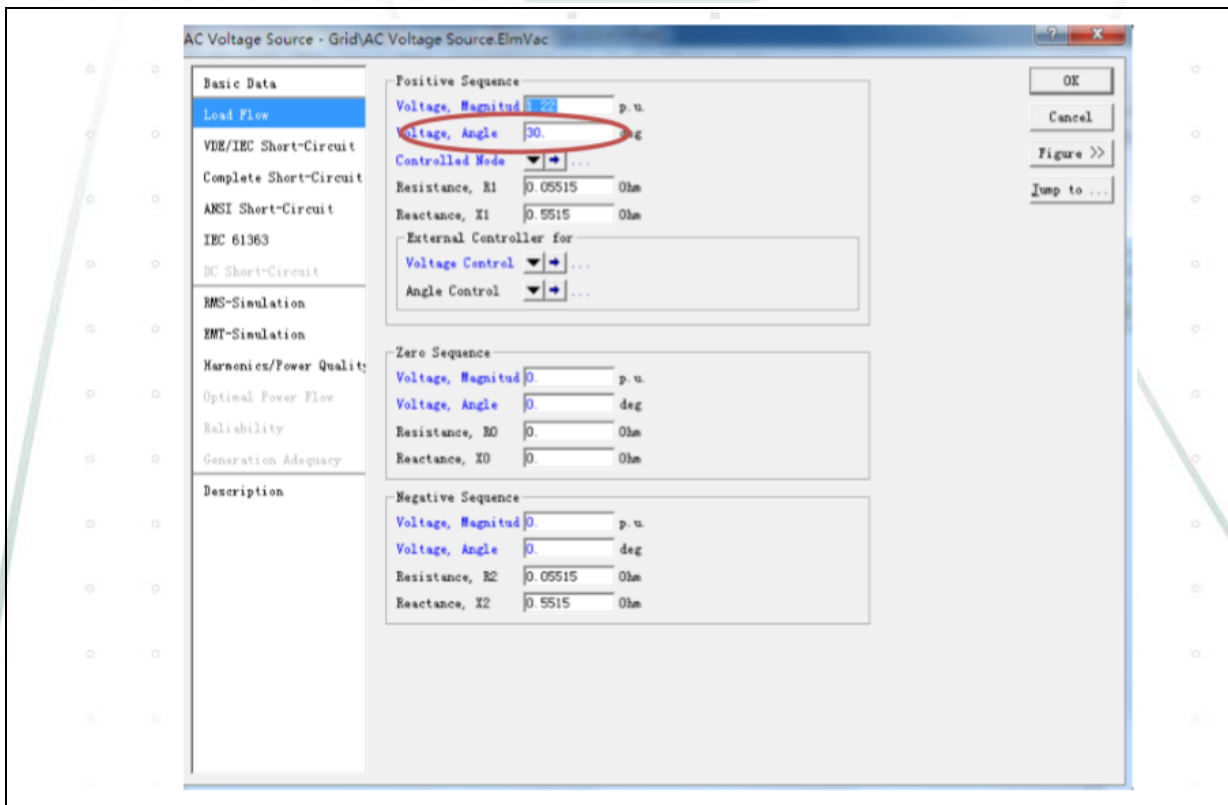 AC Voltage Source - Grid\AC Voltage Source.ElmVac
? X
Basic Data
Load Flow
VDE/IEC Short-Circuit
Complete Short-Circuit
ANSI Short-Circuit
IEC 61363
DC Short-Circuit
RMS-Simulation
EMT-Simulation
Harmonics/Power Quality
Optimal Power Flow
Reliability
Generation Adequacy
Description
Positive Sequence
Voltage, Magnitud 1.22 p.u.
Voltage, Angle 30. deg
Controlled Node ...
Resistance, R1 0.05515 Ohm
Reactance, X1 0.5515 Ohm
External Controller for
Voltage Control ...
Angle Control ...
Zero Sequence
Voltage, Magnitud 0. p.u.
Voltage, Angle 0. deg
Resistance, R0 0. Ohm
Reactance, X0 0. Ohm
Negative Sequence
Voltage, Magnitud 0. p.u.
Voltage, Angle 0. deg
Resistance, R2 0.05515 Ohm
Reactance, X2 0.5515 Ohm
OK
Cancel
Figure >>
Jump to ...